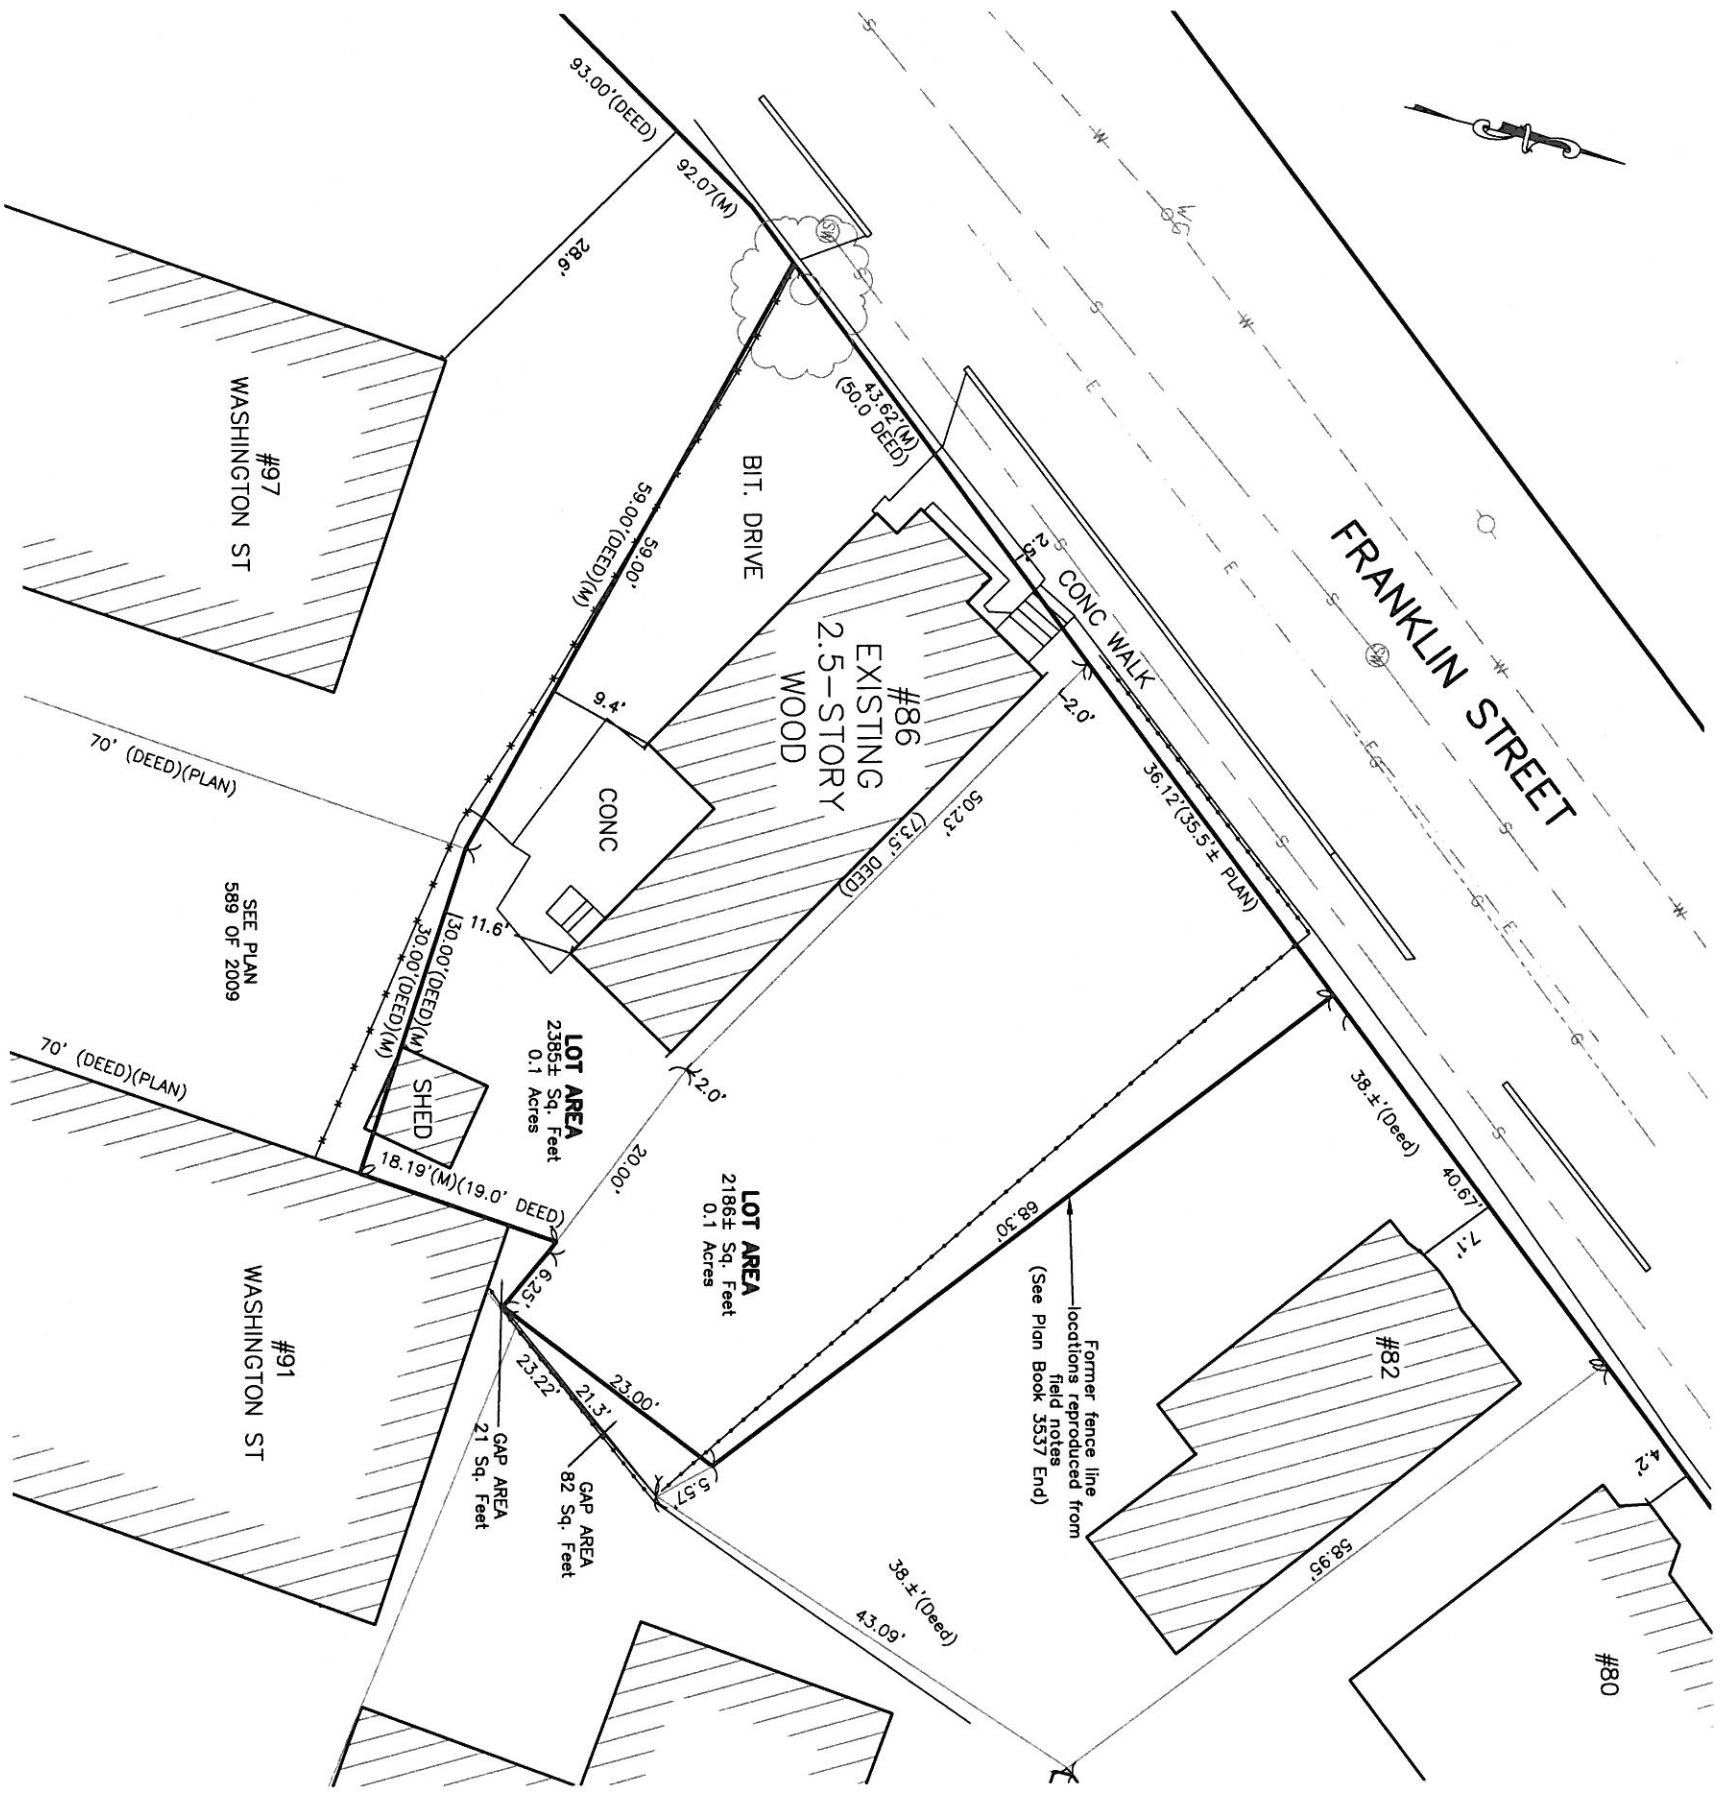 FRANKLIN STREET
93.00'(DEED)
92.07(M)
28.6'
#97
WASHINGTON ST
SW
W
W
W
W
WG
S
S
S
S
S
S
S
S
S
E
E
E
E
EG
G
G
SW
43.62'(M)
(50.0 DEED)
BIT. DRIVE
59.00'
59.00'(DEED)(M)
2.5'
CONC WALK
#86
EXISTING
2.5-STORY
WOOD
2.0'
36.12'(35.5'± PLAN)
50.23'
(73.5' DEED)
9.4'
CONC
11.6'
70' (DEED)(PLAN)
SEE PLAN
589 OF 2009
70' (DEED)(PLAN)
30.00'(DEED)(M)
30.00'(DEED)(M)
SHED
LOT AREA
2385± Sq. Feet
0.1 Acres
2.0'
20.00'
18.19'(M)(19.0' DEED)
LOT AREA
2186± Sq. Feet
0.1 Acres
68.30'
38.±'(Deed)
40.67'
7.1'
#82
Former fence line
locations reproduced from
field notes
(See Plan Book 3537 End)
6.25'
23.00'
21.3'
23.22'
5.57'
GAP AREA
82 Sq. Feet
GAP AREA
21 Sq. Feet
#91
WASHINGTON ST
4.2'
58.95'
38.±'(Deed)
43.09'
#80